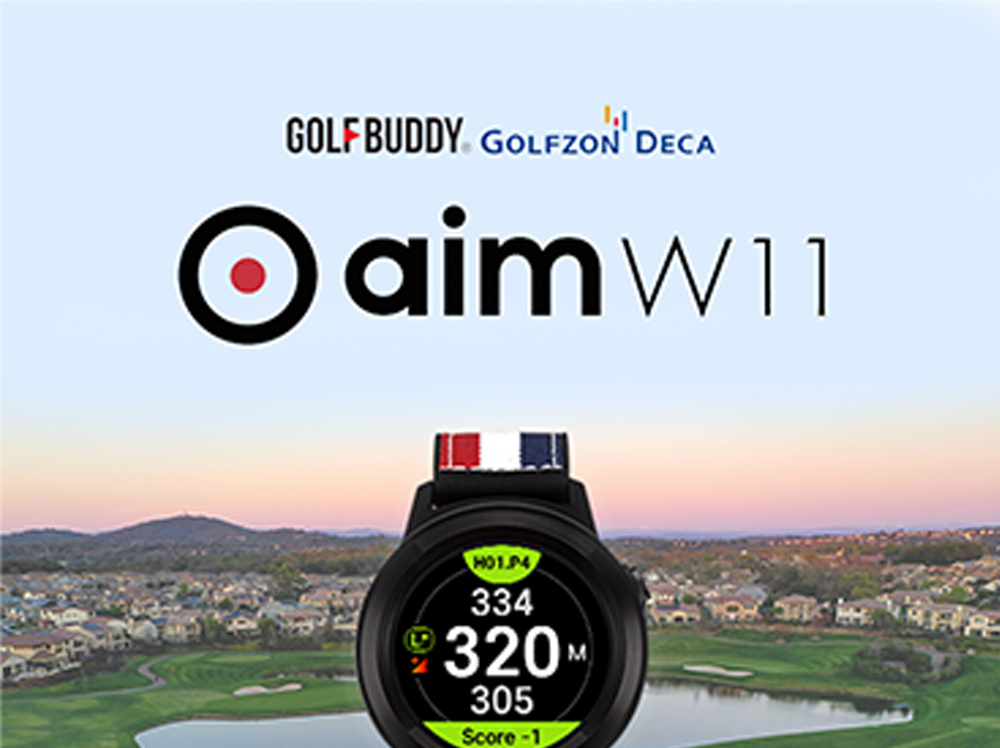 GOLFBUDDY® GOLFZON DECA
aim W11
H01.P4
334
320 M
305
Score -1